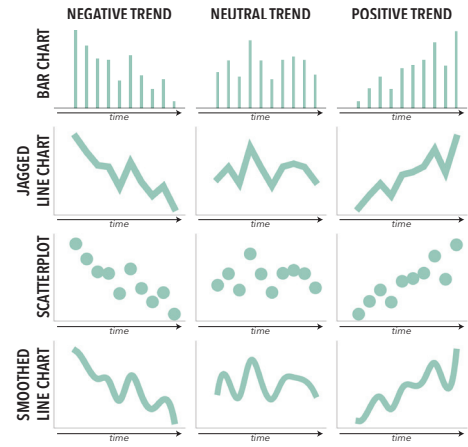 NEGATIVE TREND NEUTRAL TREND POSITIVE TREND
BAR CHART
time time time
JAGGED
LINE CHART
time time time
SCATTERPLOT
time time time
SMOOTHED
LINE CHART
time time time